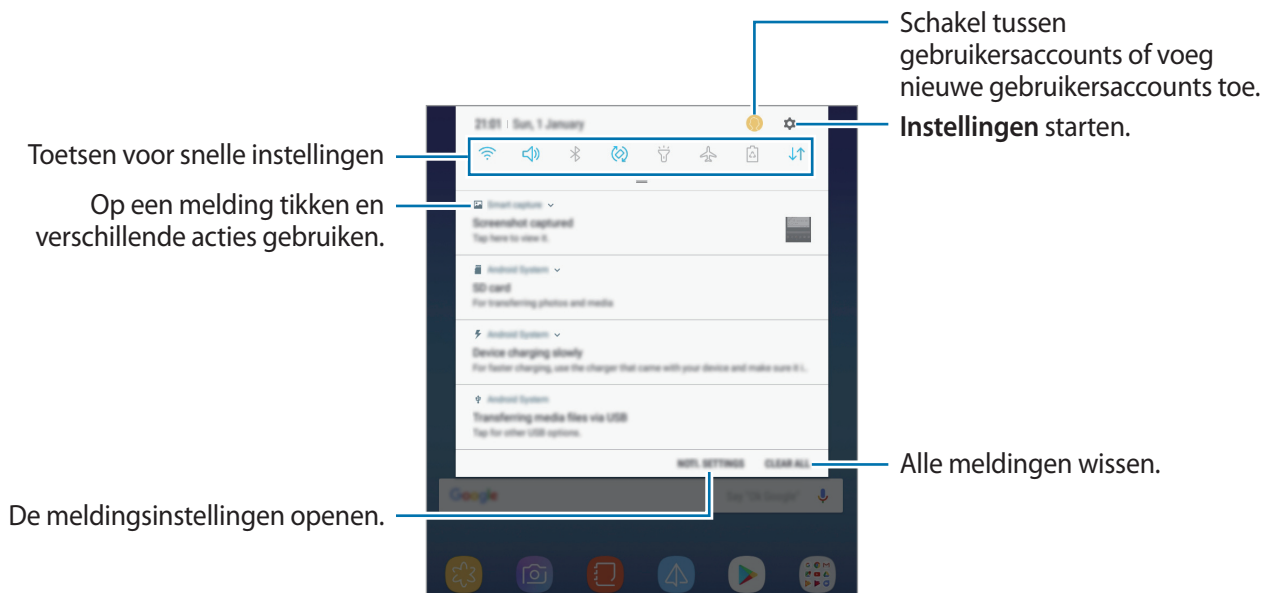 Schakel tussen
gebruikersaccounts of voeg
nieuwe gebruikersaccounts toe.
21:01 | Sun, 1 January
Instellingen starten.
Toetsen voor snelle instellingen
Op een melding tikken en
verschillende acties gebruiken.
Smart capture
Screenshot captured
Tap here to view it.
Android System
SD card
For transferring photos and media
Android System
Device charging slowly
For faster charging, use the charger that came with your device and make sure it i..
Android System
Transferring media files via USB
Tap for other USB options.
NOTI. SETTINGS CLEAR ALL
Alle meldingen wissen.
Google Say "Ok Google"
De meldingsinstellingen openen.